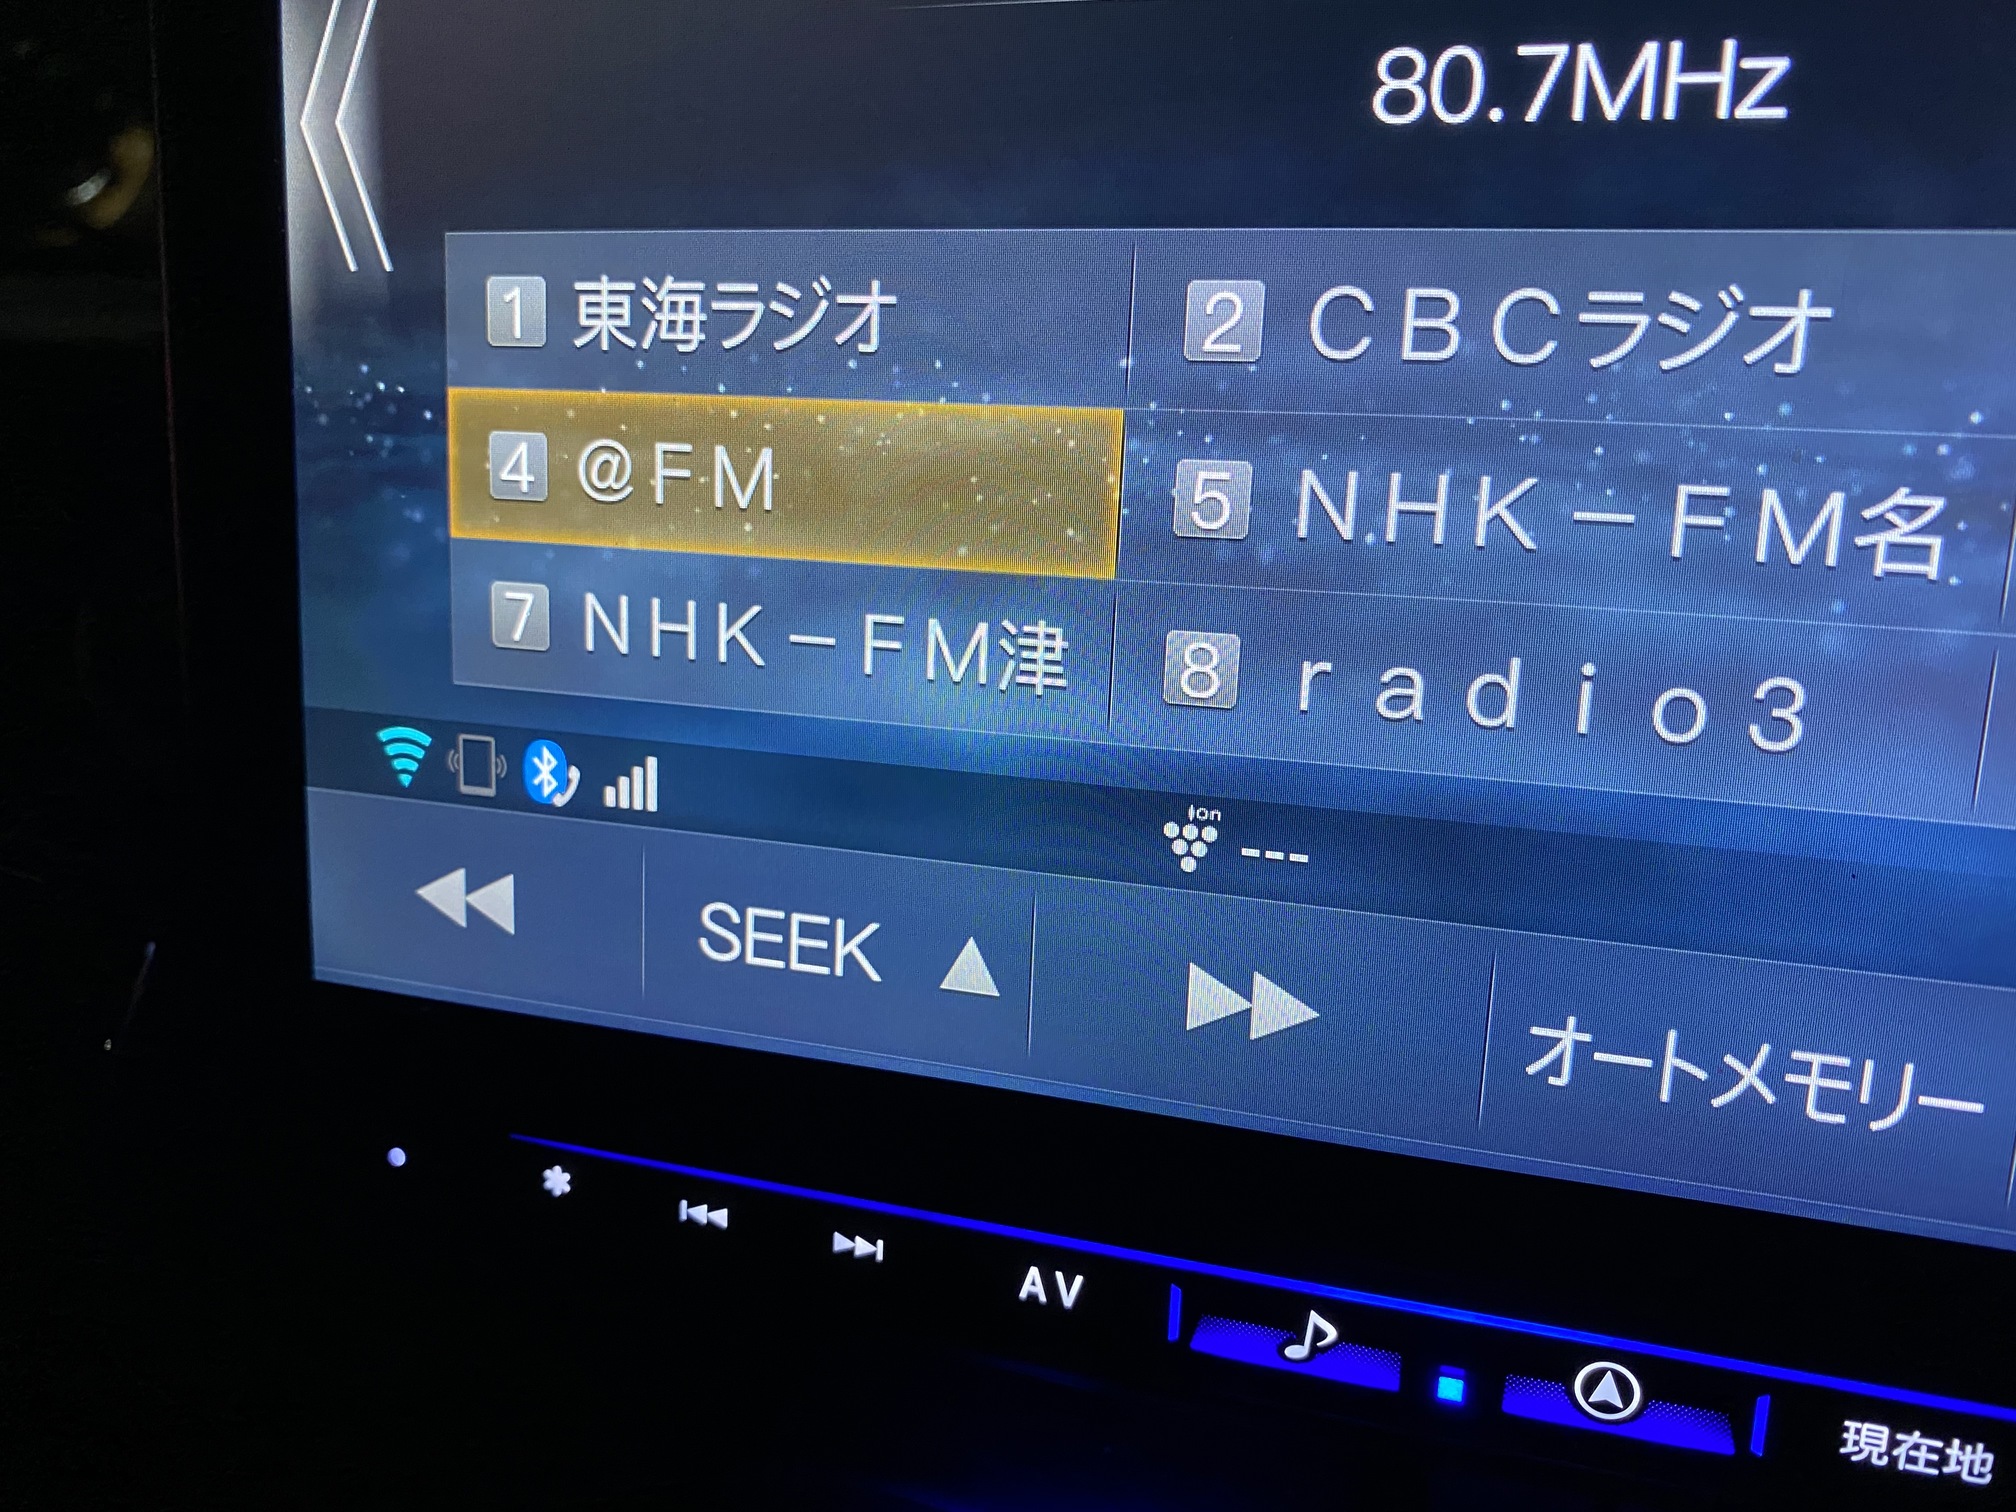 80.7MHz
1 東海ラジオ
2 CBCラジオ
4 @FM
5 NHK-FM名
7 NHK-FM津
8 radio3
ion
---
SEEK ▲
オートメモリー
AV
現在地